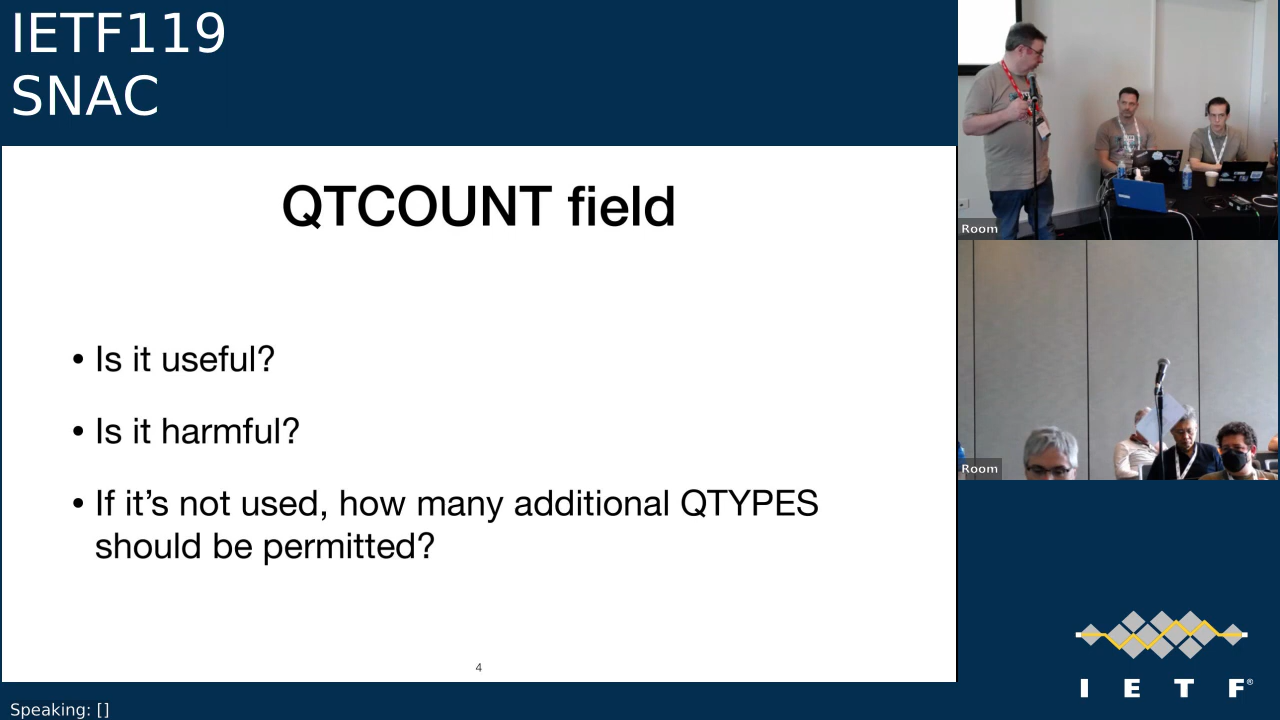 IETF119
SNAC
QTCOUNT field
• Is it useful?
• Is it harmful?
• If it’s not used, how many additional QTYPES
should be permitted?
4
Room
Room
I E T F®
Speaking: []